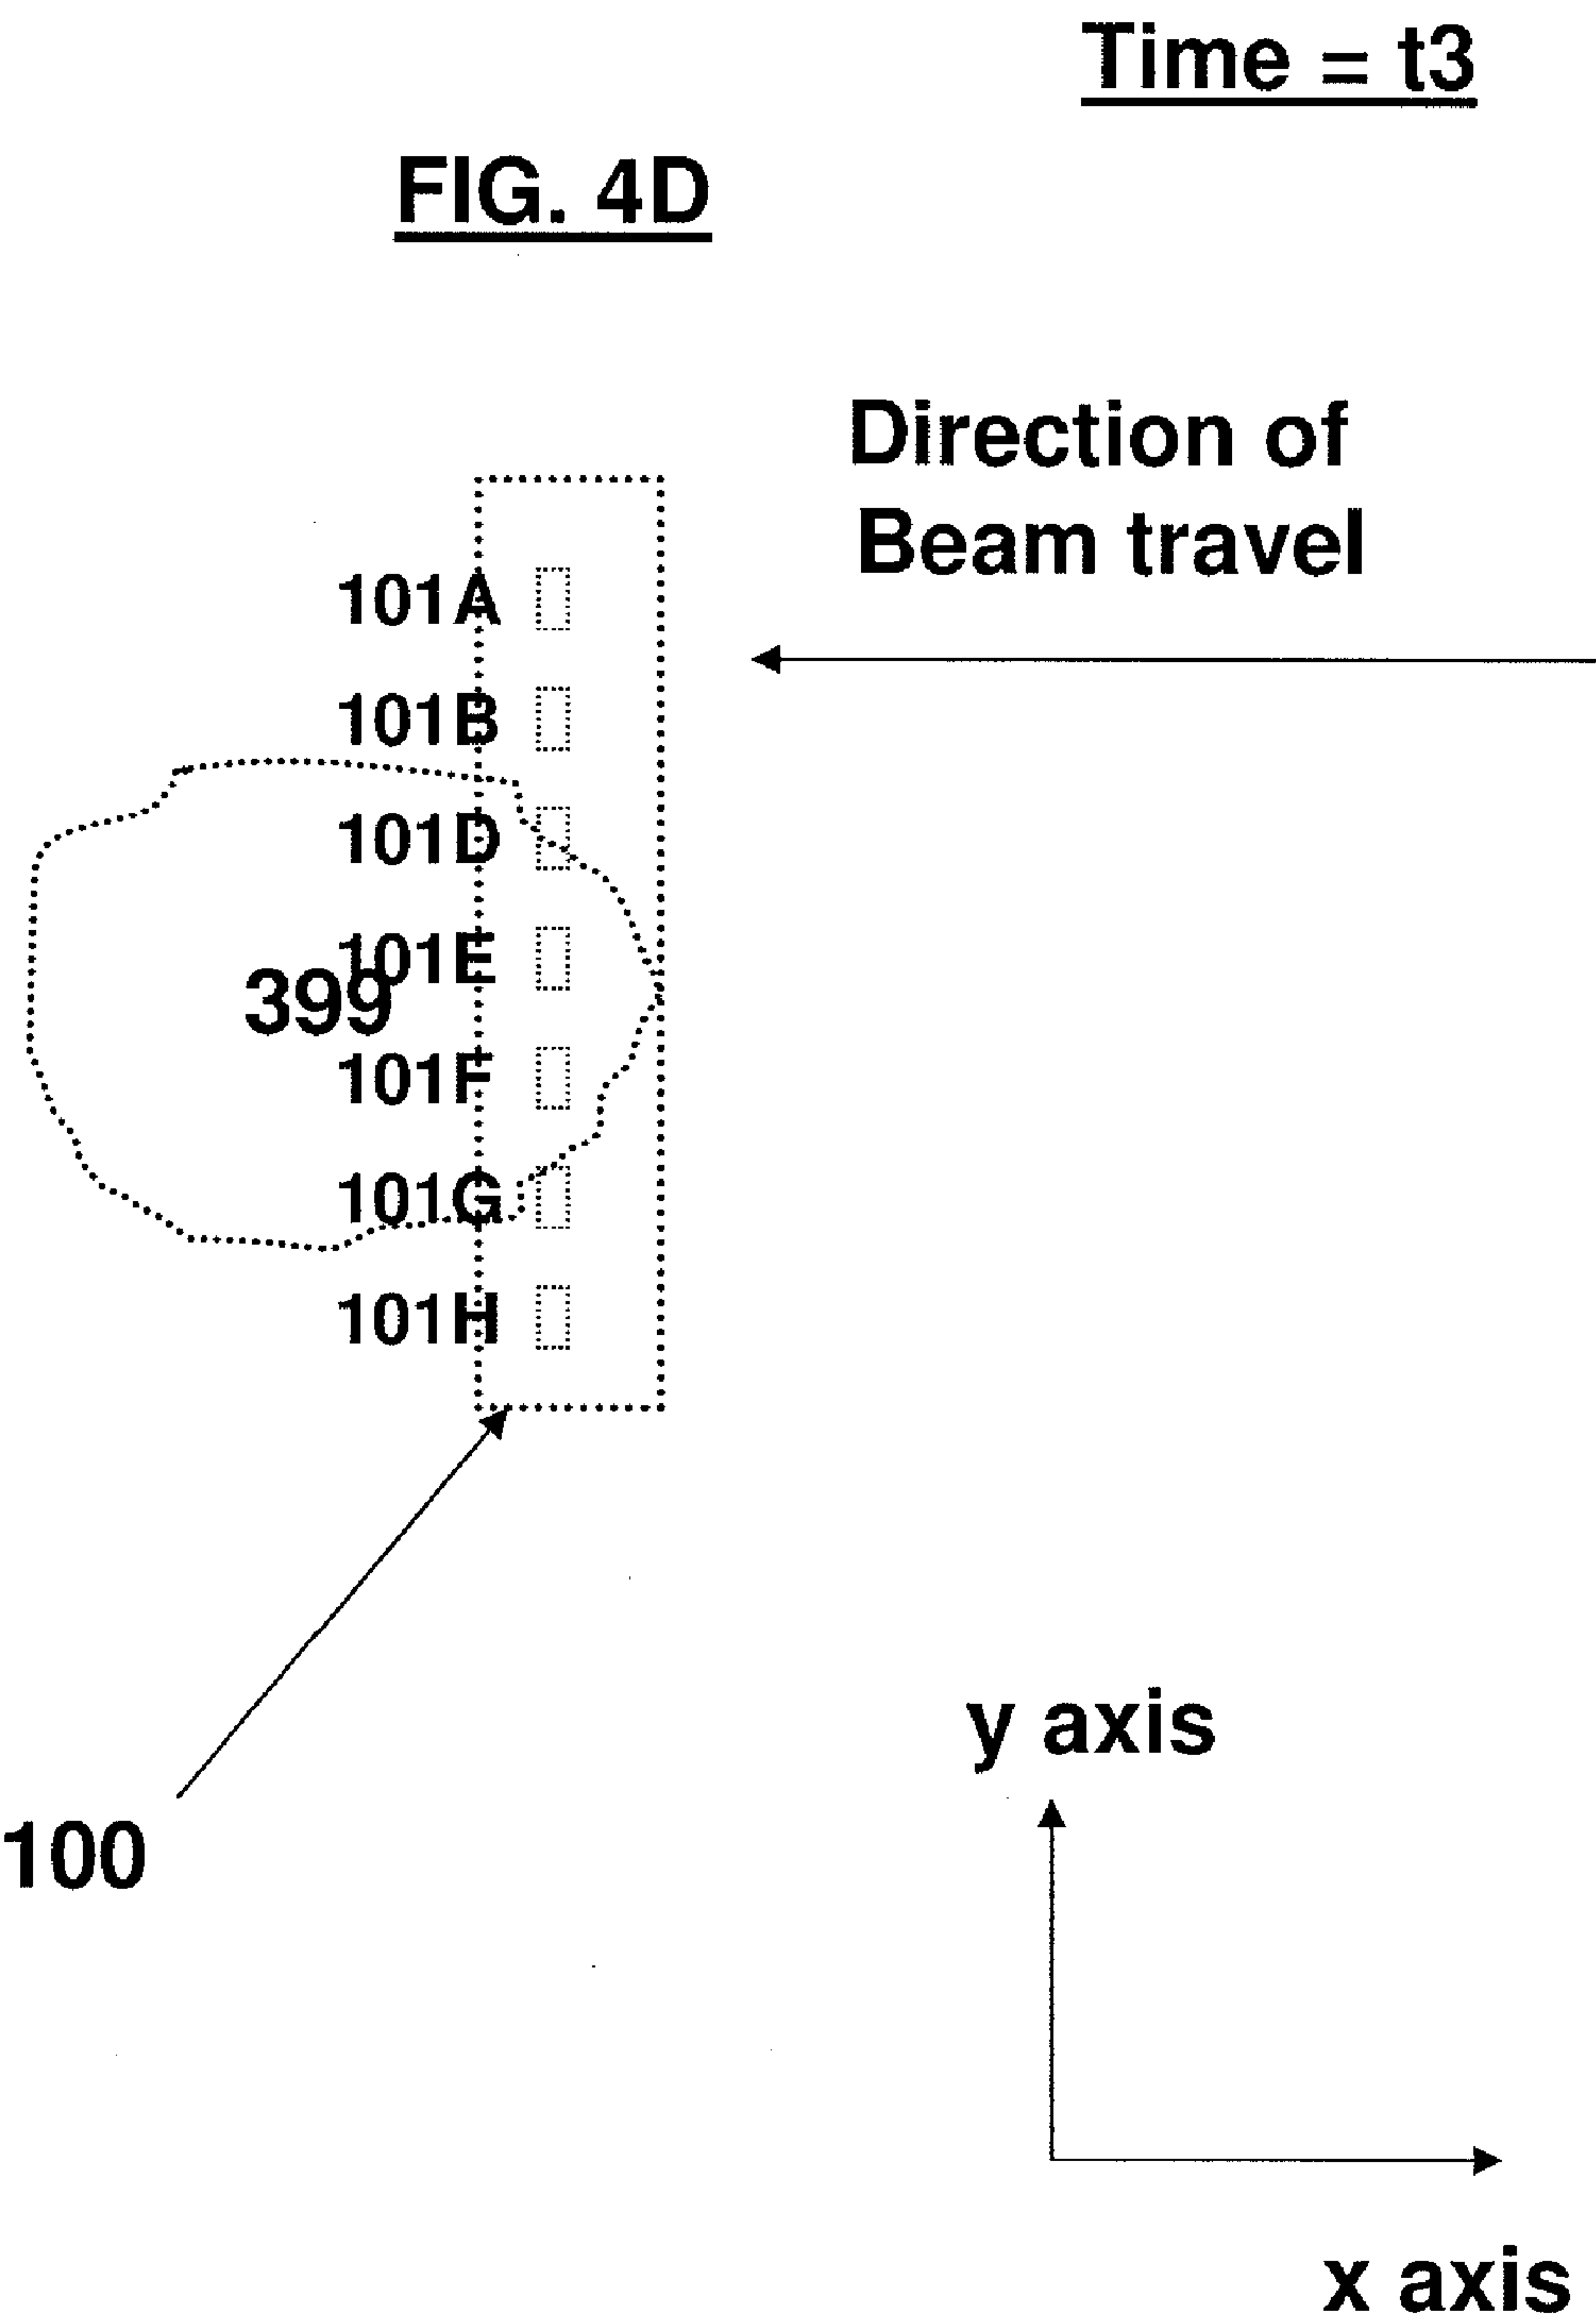 Time = t3
FIG. 4D
Direction of
Beam travel
101A
101B
101D
101E
399
101F
101G
101H
100
y axis
x axis